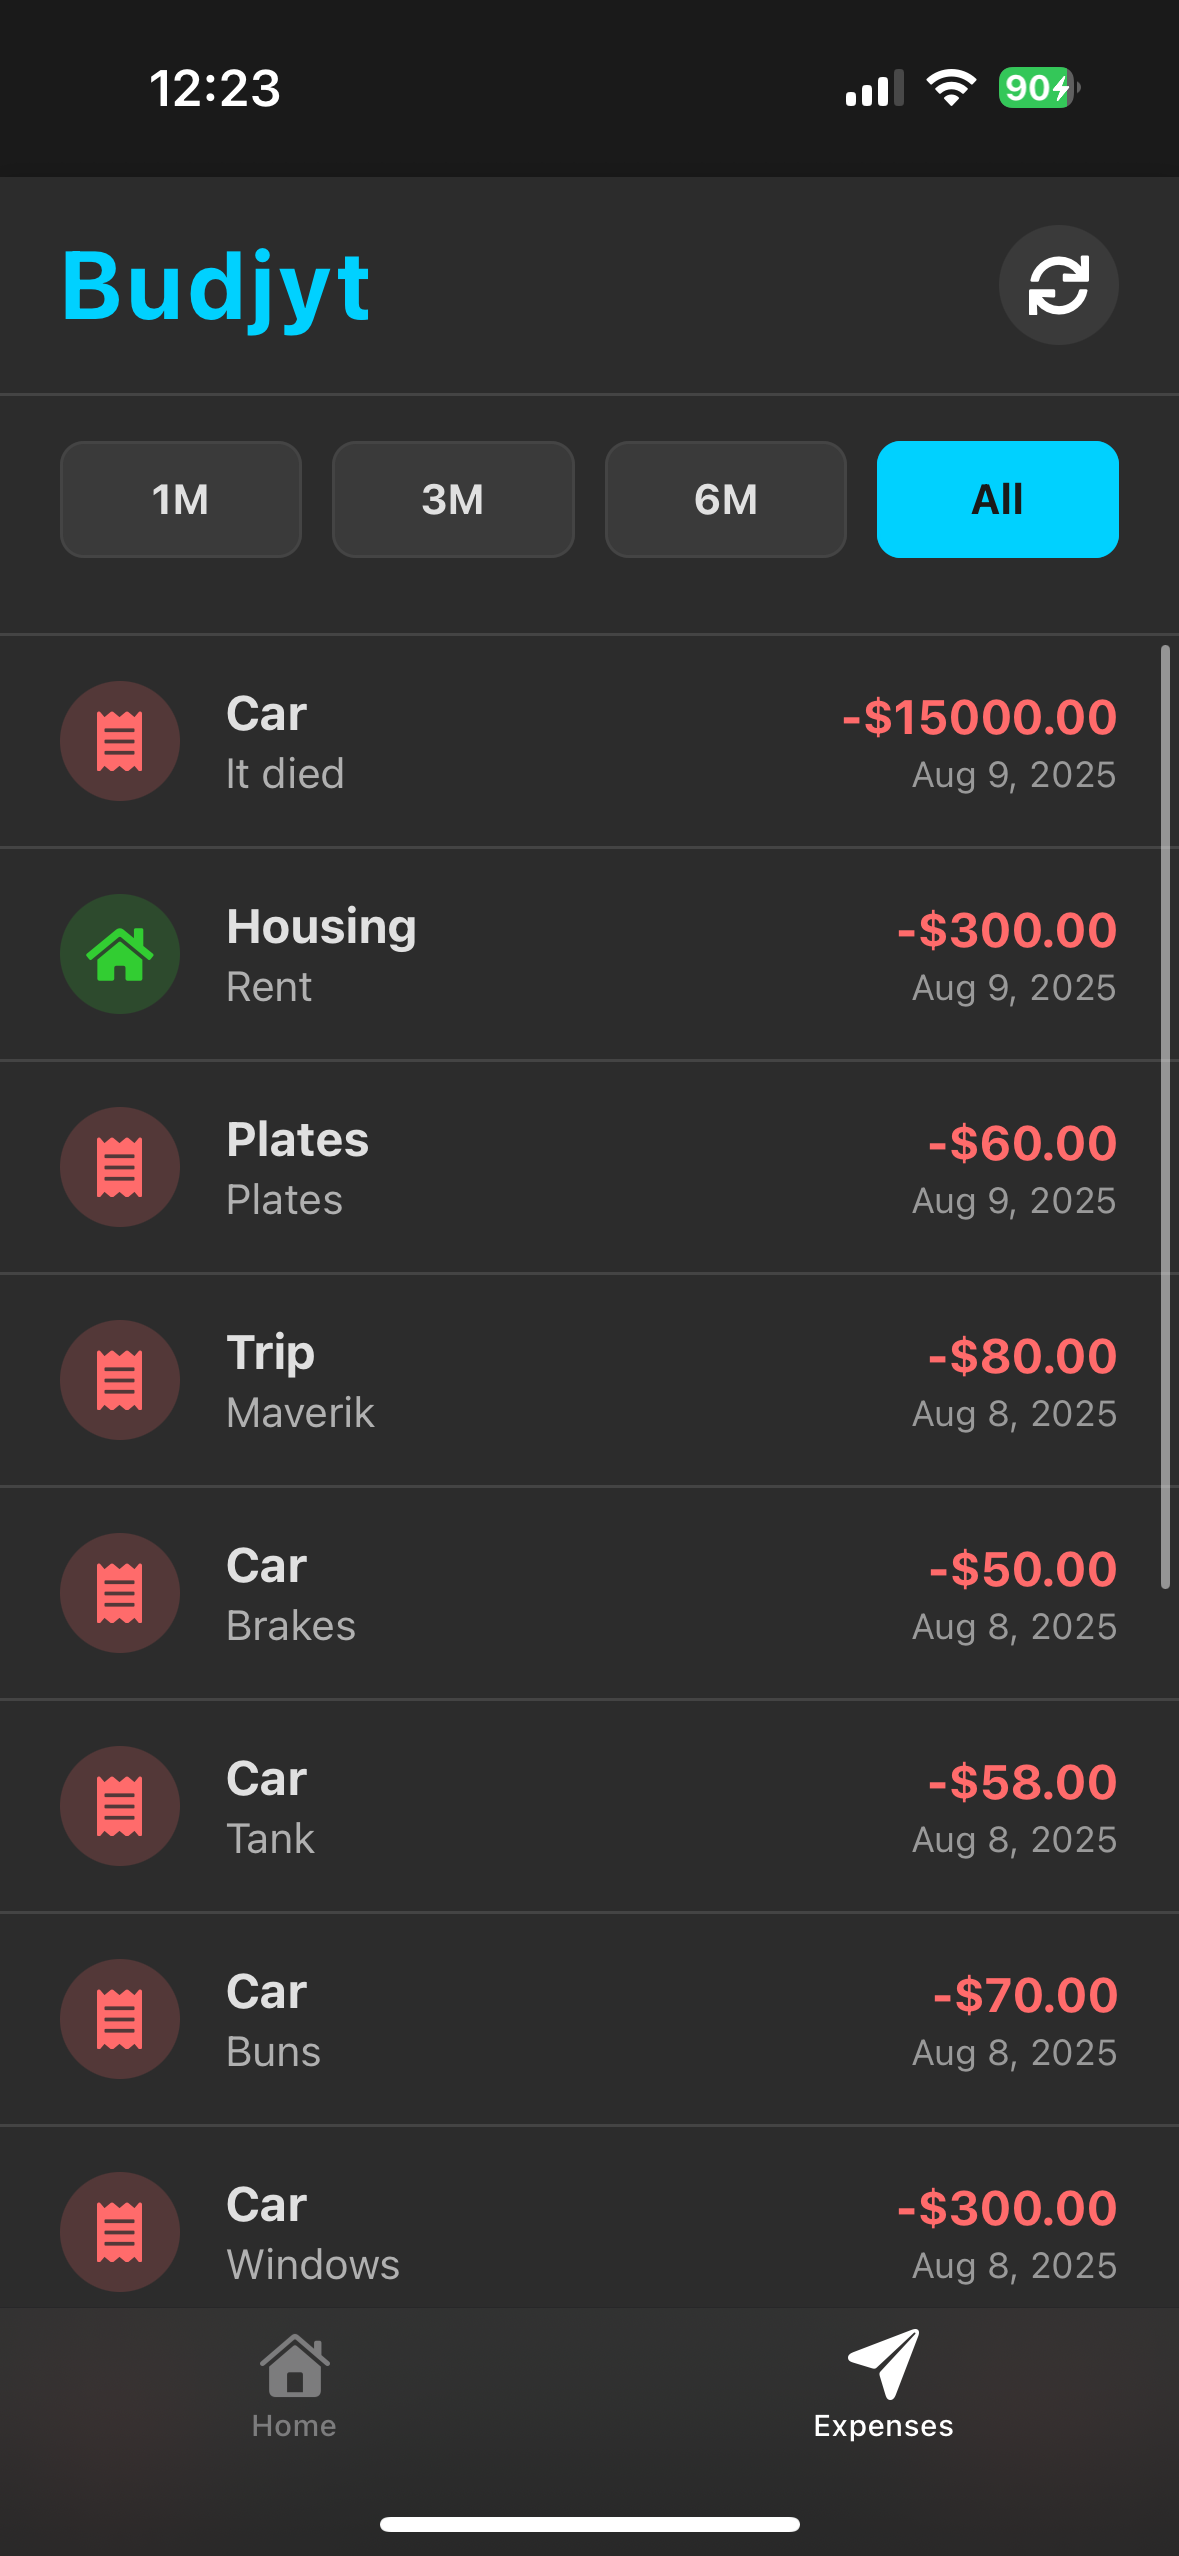 12:23
90
Budjyt
1M 3M 6M All
Car -$15000.00
It died Aug 9, 2025
Housing -$300.00
Rent Aug 9, 2025
Plates -$60.00
Plates Aug 9, 2025
Trip -$80.00
Maverik Aug 8, 2025
Car -$50.00
Brakes Aug 8, 2025
Car -$58.00
Tank Aug 8, 2025
Car -$70.00
Buns Aug 8, 2025
Car -$300.00
Windows Aug 8, 2025
Home Expenses